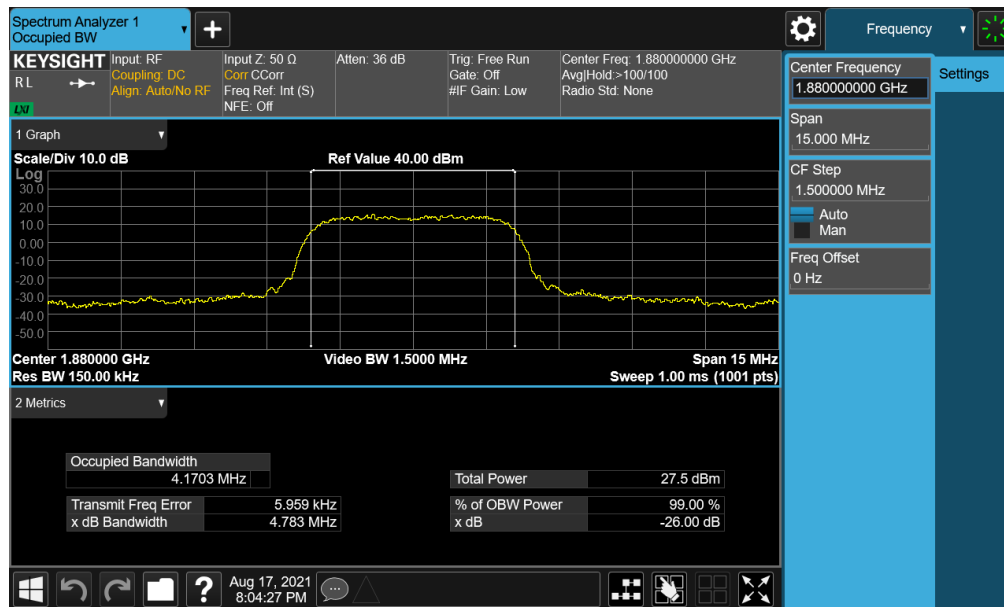 Spectrum Analyzer 1
Occupied BW
+
Frequency
KEYSIGHT
R L
LXI
Input: RF
Coupling: DC
Align: Auto/No RF
Input Z: 50 Ω
Corr CCorr
Freq Ref: Int (S)
NFE: Off
Atten: 36 dB
Trig: Free Run
Gate: Off
#IF Gain: Low
Center Freq: 1.880000000 GHz
Avg|Hold:>100/100
Radio Std: None
Center Frequency
1.880000000 GHz
Settings
Span
15.000 MHz
CF Step
1.500000 MHz
Auto
Man
Freq Offset
0 Hz
1 Graph
Scale/Div 10.0 dB
Ref Value 40.00 dBm
Log
30.0
20.0
10.0
0.00
-10.0
-20.0
-30.0
-40.0
-50.0
Center 1.880000 GHz
Video BW 1.5000 MHz
Span 15 MHz
Res BW 150.00 kHz
Sweep 1.00 ms (1001 pts)
2 Metrics
Occupied Bandwidth
4.1703 MHz
Total Power 27.5 dBm
Transmit Freq Error 5.959 kHz
% of OBW Power 99.00 %
x dB Bandwidth 4.783 MHz
x dB -26.00 dB
?
Aug 17, 2021
8:04:27 PM